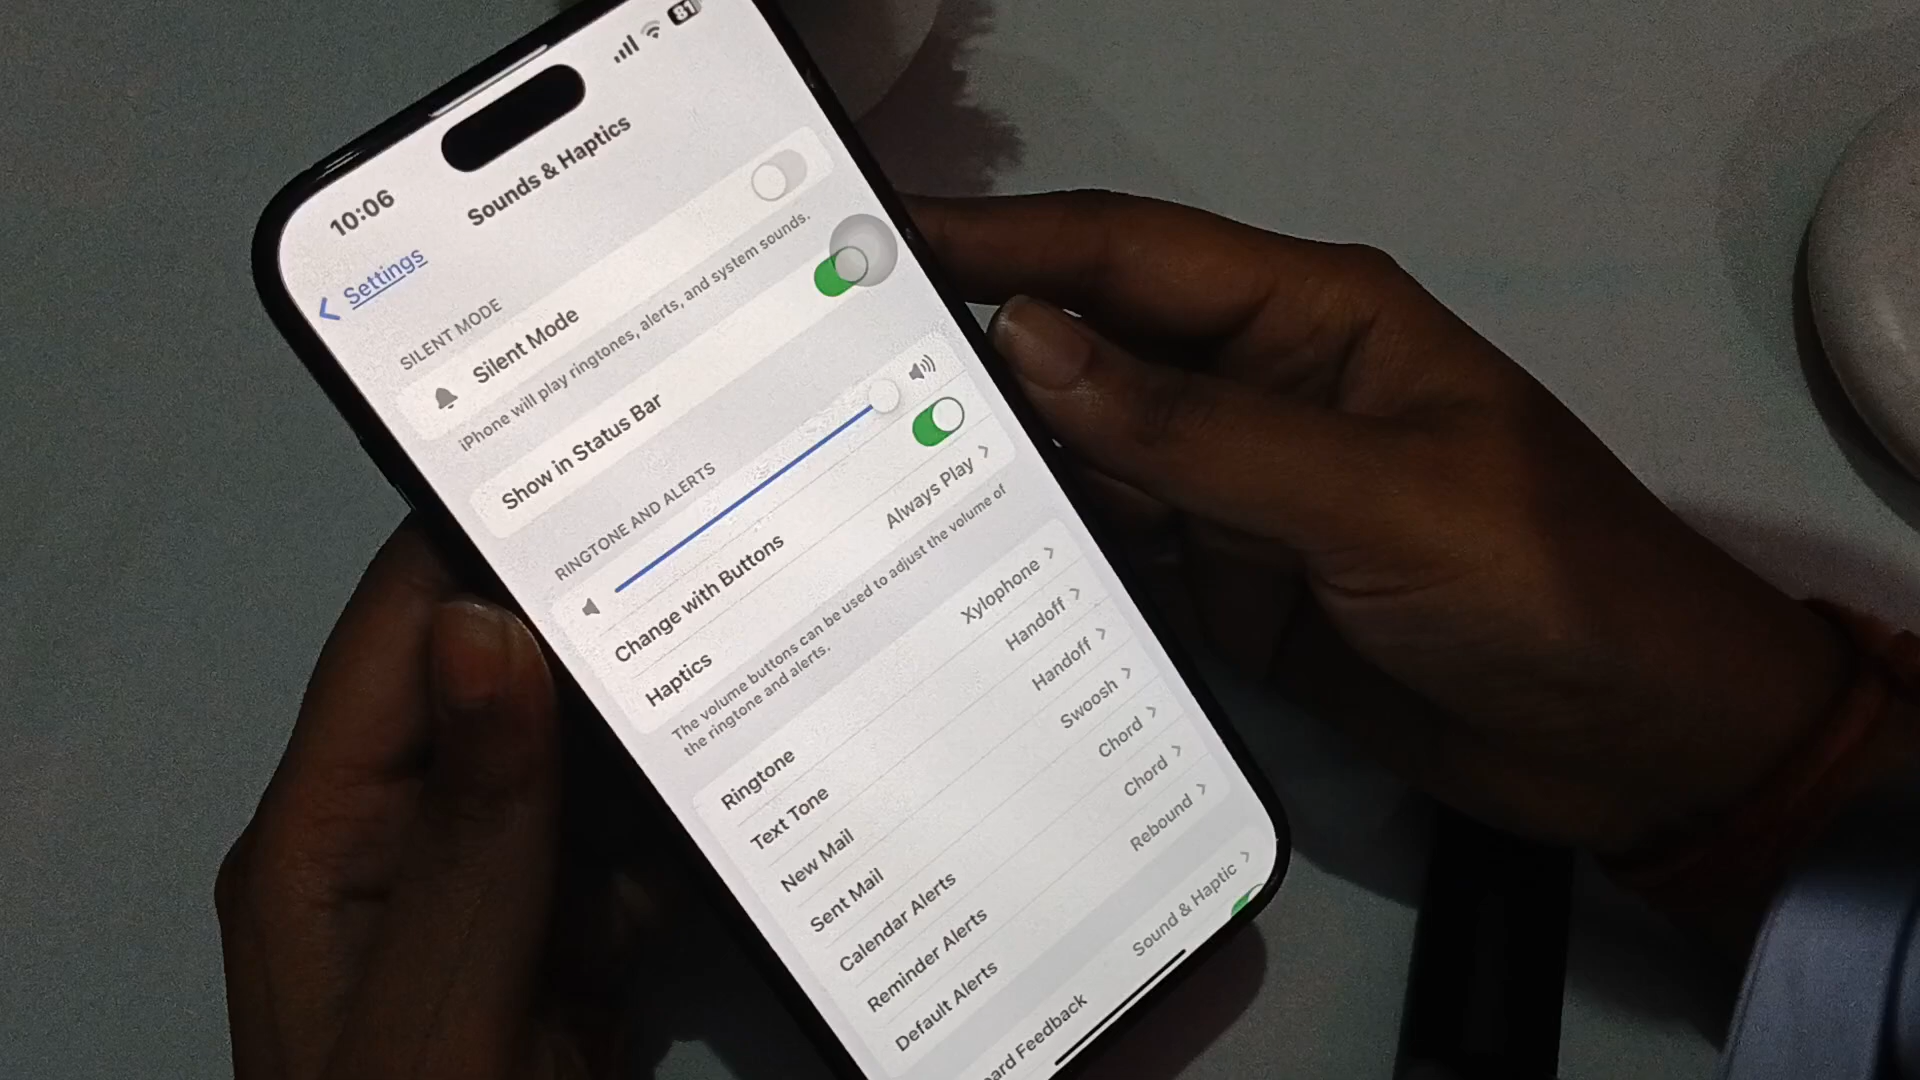 10:06
81
Settings
Sounds & Haptics
SILENT MODE
Silent Mode
iPhone will play ringtones, alerts, and system sounds.
Show in Status Bar
RINGTONE AND ALERTS
Change with Buttons
Haptics Always Play
The volume buttons can be used to adjust the volume of
the ringtone and alerts.
Ringtone Xylophone
Text Tone Handoff
New Mail Handoff
Sent Mail Swoosh
Calendar Alerts Chord
Reminder Alerts Chord
Default Alerts Rebound
Feedback Sound & Haptic